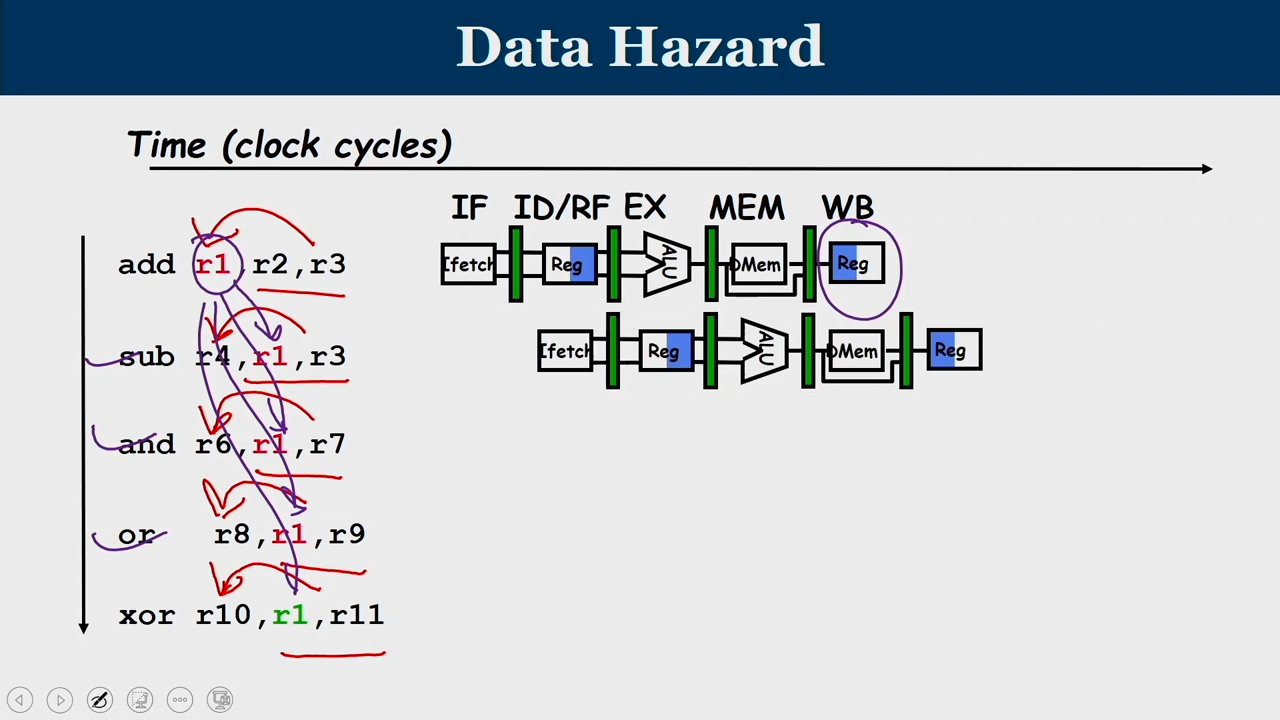 Data Hazard
Time (clock cycles)
IF ID/RF EX MEM WB
add r1,r2,r3
Ifetch Reg ALU DMem Reg
sub r4,r1,r3
Ifetch Reg ALU DMem Reg
and r6,r1,r7
or r8,r1,r9
xor r10,r1,r11